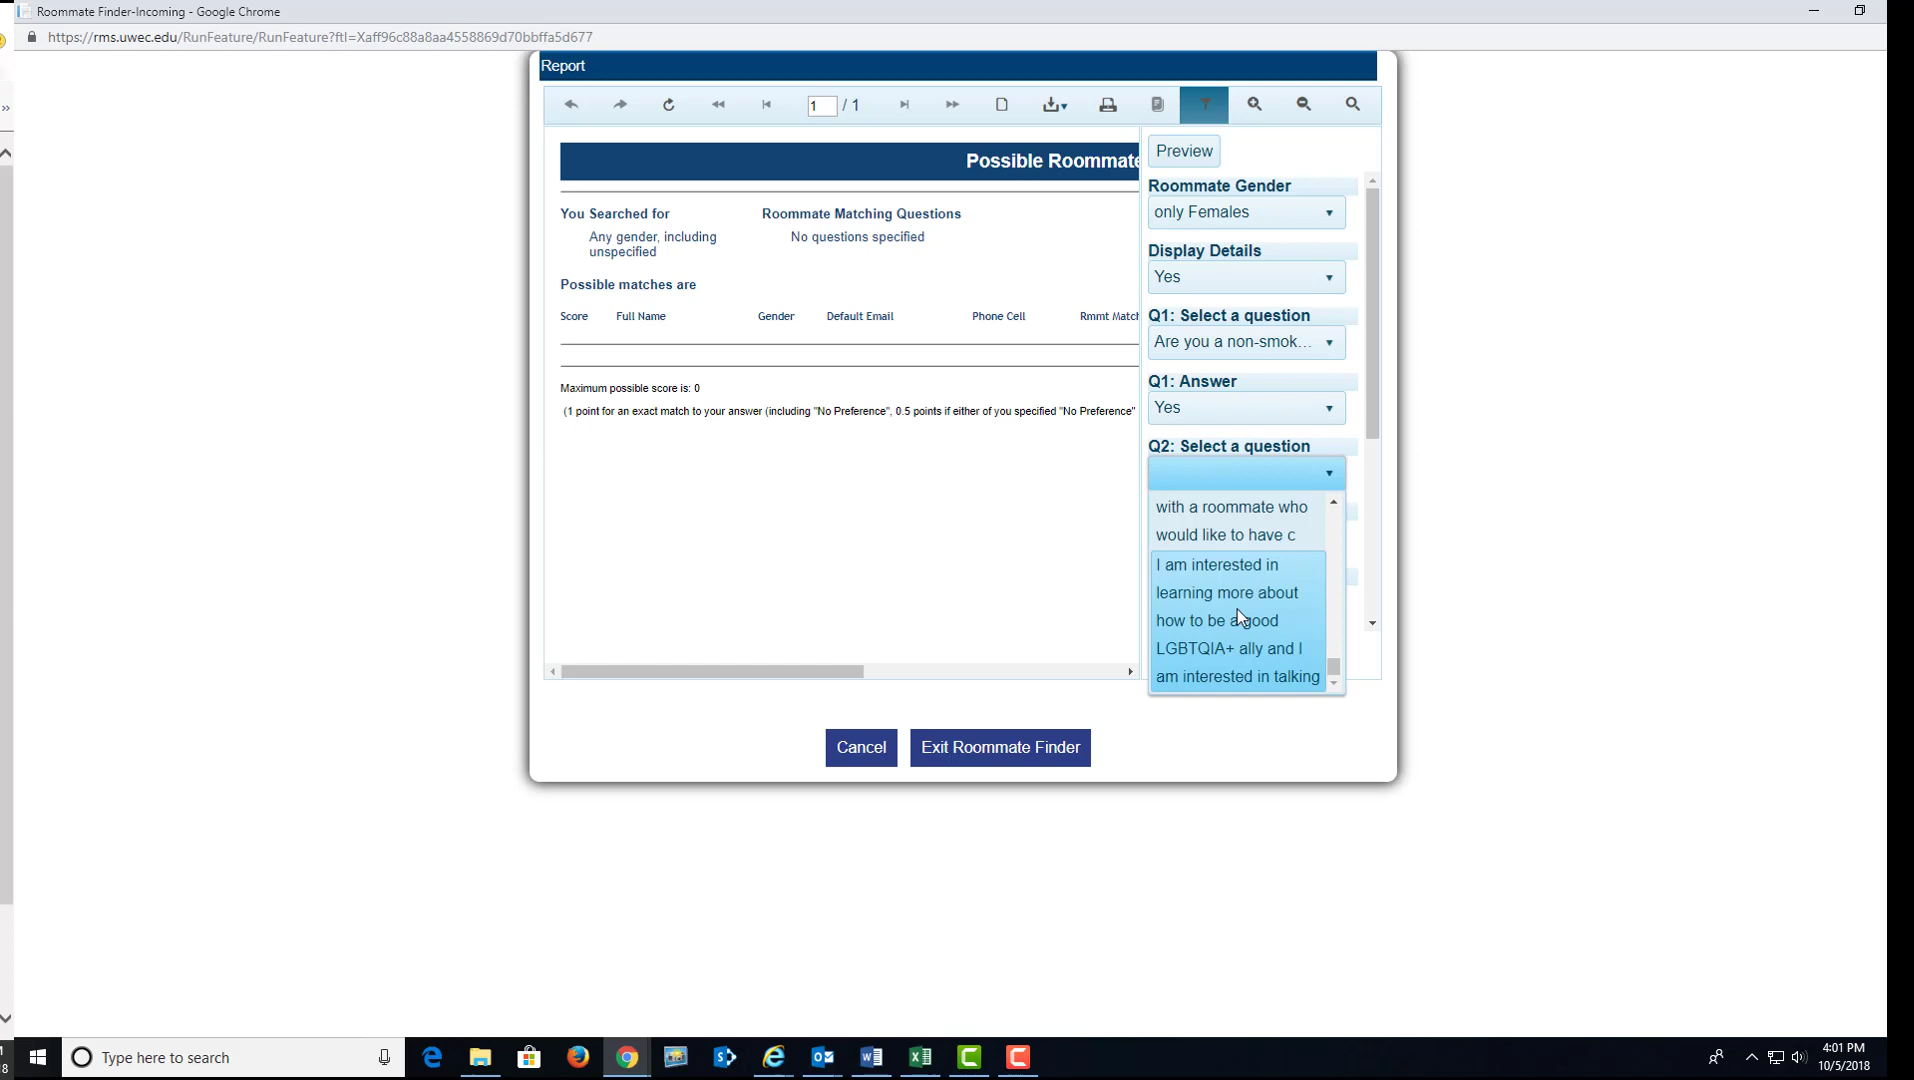 Roommate Finder-Incoming - Google Chrome
https://rms.uwec.edu/RunFeature/RunFeature?ftI=Xaff96c88a8aa4558869d70bbffa5d677
»
Report
1 / 1
Possible Roommate
You Searched for
Roommate Matching Questions
Any gender, including
unspecified
No questions specified
Possible matches are
Score Full Name Gender Default Email Phone Cell Rmmt Match
Maximum possible score is: 0
(1 point for an exact match to your answer (including "No Preference", 0.5 points if either of you specified "No Preference"
Preview
Roommate Gender
only Females
Display Details
Yes
Q1: Select a question
Are you a non-smok...
Q1: Answer
Yes
Q2: Select a question
with a roommate who
would like to have c
I am interested in
learning more about
how to be a good
LGBTQIA+ ally and I
am interested in talking
Cancel
Exit Roommate Finder
Type here to search
4:01 PM
10/5/2018